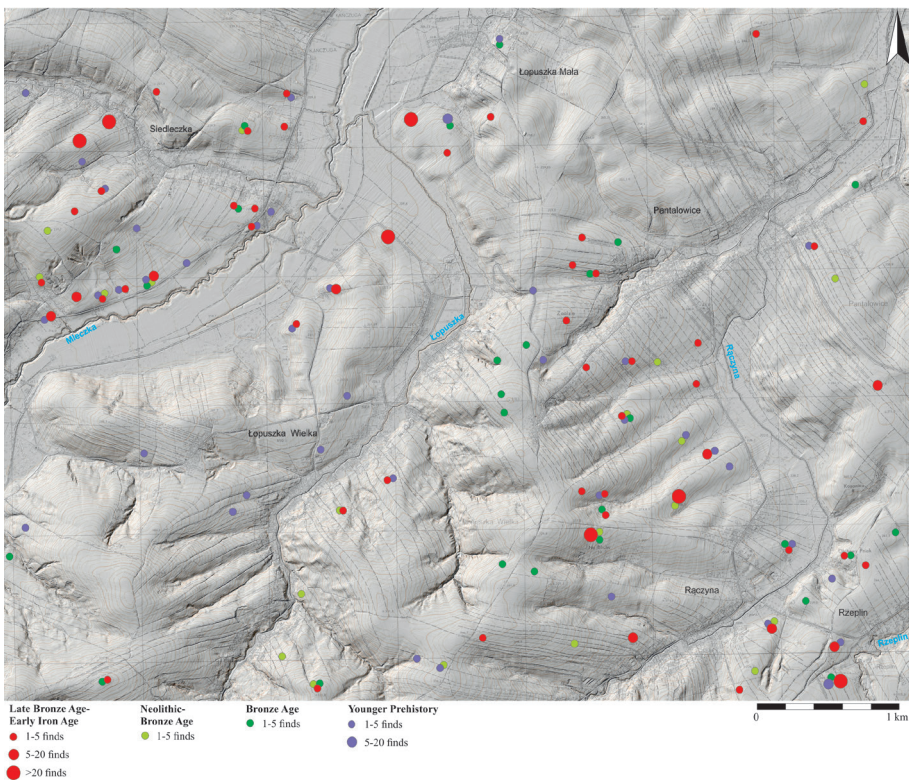 Łopuszka Mała
Siedleczka
Pantalowice
Pantalowice
Mleczka
Łopuszka
Rączyna
Łopuszka Wielka
Rączyna
Rzeplin
Rzeplin
Late Bronze Age-
Early Iron Age
1-5 finds
5-20 finds
>20 finds
Neolithic-
Bronze Age
1-5 finds
Bronze Age
1-5 finds
Younger Prehistory
1-5 finds
5-20 finds
0 1 km